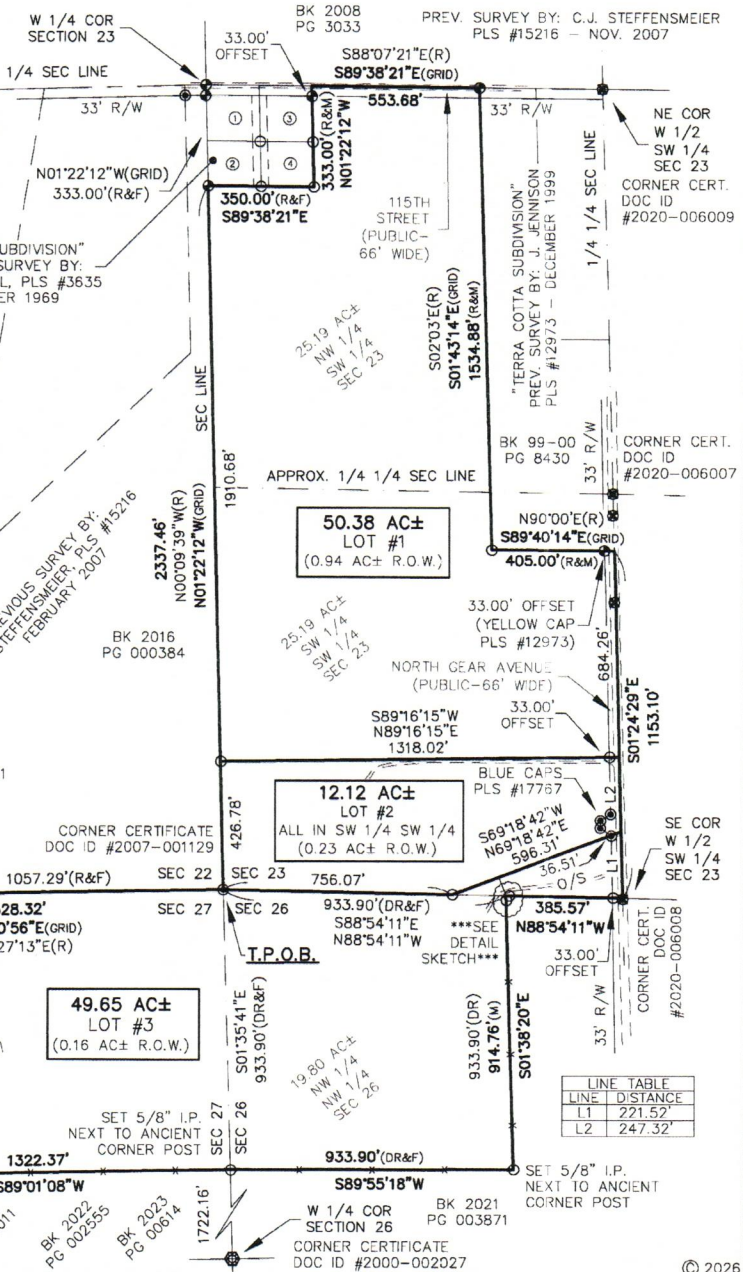 BK 2008
PG 3033
PREV. SURVEY BY: C.J. STEFFENSMEIER
PLS #15216 - NOV. 2007
W 1/4 COR
SECTION 23
33.00'
OFFSET
S88°07'21"E(R)
S89°38'21"E(GRID)
553.68'
1/4 SEC LINE
33' R/W
33' R/W
NE COR
W 1/2
SW 1/4
SEC 23
CORNER CERT.
DOC ID
#2020-006009
1
3
2
4
333.00'(R&M)
N01°22'12"W
N01°22'12"W(GRID)
333.00'(R&F)
350.00'(R&F)
S89°38'21"E
115TH
STREET
(PUBLIC-
66' WIDE)
"TERRA COTTA SUBDIVISION"
PREV. SURVEY BY: J. JENNISON
PLS #12973 - DECEMBER 1999
1/4 1/4 SEC LINE
UBDIVISION"
SURVEY BY:
L, PLS #3635
ER 1969
25.19 AC±
NW 1/4
SW 1/4
SEC 23
S02°03'E(R)
S01°43'14"E(GRID)
1534.88'(R&M)
SEC LINE
1910.68'
BK 99-00
PG 8430
33' R/W
CORNER CERT.
DOC ID
#2020-006007
APPROX. 1/4 1/4 SEC LINE
2337.46'
N00°09'39"W(R)
N01°22'12"W(GRID)
50.38 AC±
LOT #1
(0.94 AC± R.O.W.)
N90°00'E(R)
S89°40'14"E(GRID)
405.00'(R&M)
EVIOUS SURVEY BY:
STEFFENSMEIER, PLS #15216
FEBRUARY 2007
BK 2016
PG 000384
25.19 AC±
SW 1/4
SW 1/4
SEC 23
33.00' OFFSET
(YELLOW CAP
PLS #12973)
684.26'
NORTH GEAR AVENUE
(PUBLIC-66' WIDE)
S01°24'29"E
1153.10'
33.00'
OFFSET
S89°16'15"W
N89°16'15"E
1318.02'
12.12 AC±
LOT #2
ALL IN SW 1/4 SW 1/4
(0.23 AC± R.O.W.)
BLUE CAPS
PLS #17767
L2
426.78'
CORNER CERTIFICATE
DOC ID #2007-001129
S69°18'42"W
N69°18'42"E
596.31'
36.51'
O/S
L1
SE COR
W 1/2
SW 1/4
SEC 23
1057.29'(R&F)
SEC 22
SEC 23
756.07'
28.32'
0'56"E(GRID)
27'13"E(R)
SEC 27
SEC 26
933.90'(DR&F)
S88°54'11"E
N88°54'11"W
***SEE
DETAIL
SKETCH***
385.57'
N88°54'11"W
T.P.O.B.
33.00'
OFFSET
33' R/W
CORNER CERT.
DOC ID
#2020-006008
49.65 AC±
LOT #3
(0.16 AC± R.O.W.)
S01°35'41"E
933.90'(DR&F)
933.90'(DR)
914.76'(M)
S01°38'20"E
19.80 AC±
NW 1/4
NW 1/4
SEC 26
LINE TABLE
LINE DISTANCE
L1 221.52'
L2 247.32'
SET 5/8" I.P.
NEXT TO ANCIENT
CORNER POST
SEC 27
SEC 26
1322.37'
S89°01'08"W
933.90'(DR&F)
S89°55'18"W
SET 5/8" I.P.
NEXT TO ANCIENT
CORNER POST
BK 2022
PG 002555
BK 2023
PG 00614
1722.16'
W 1/4 COR
SECTION 26
CORNER CERTIFICATE
DOC ID #2000-002027
BK 2021
PG 003871
© 2026